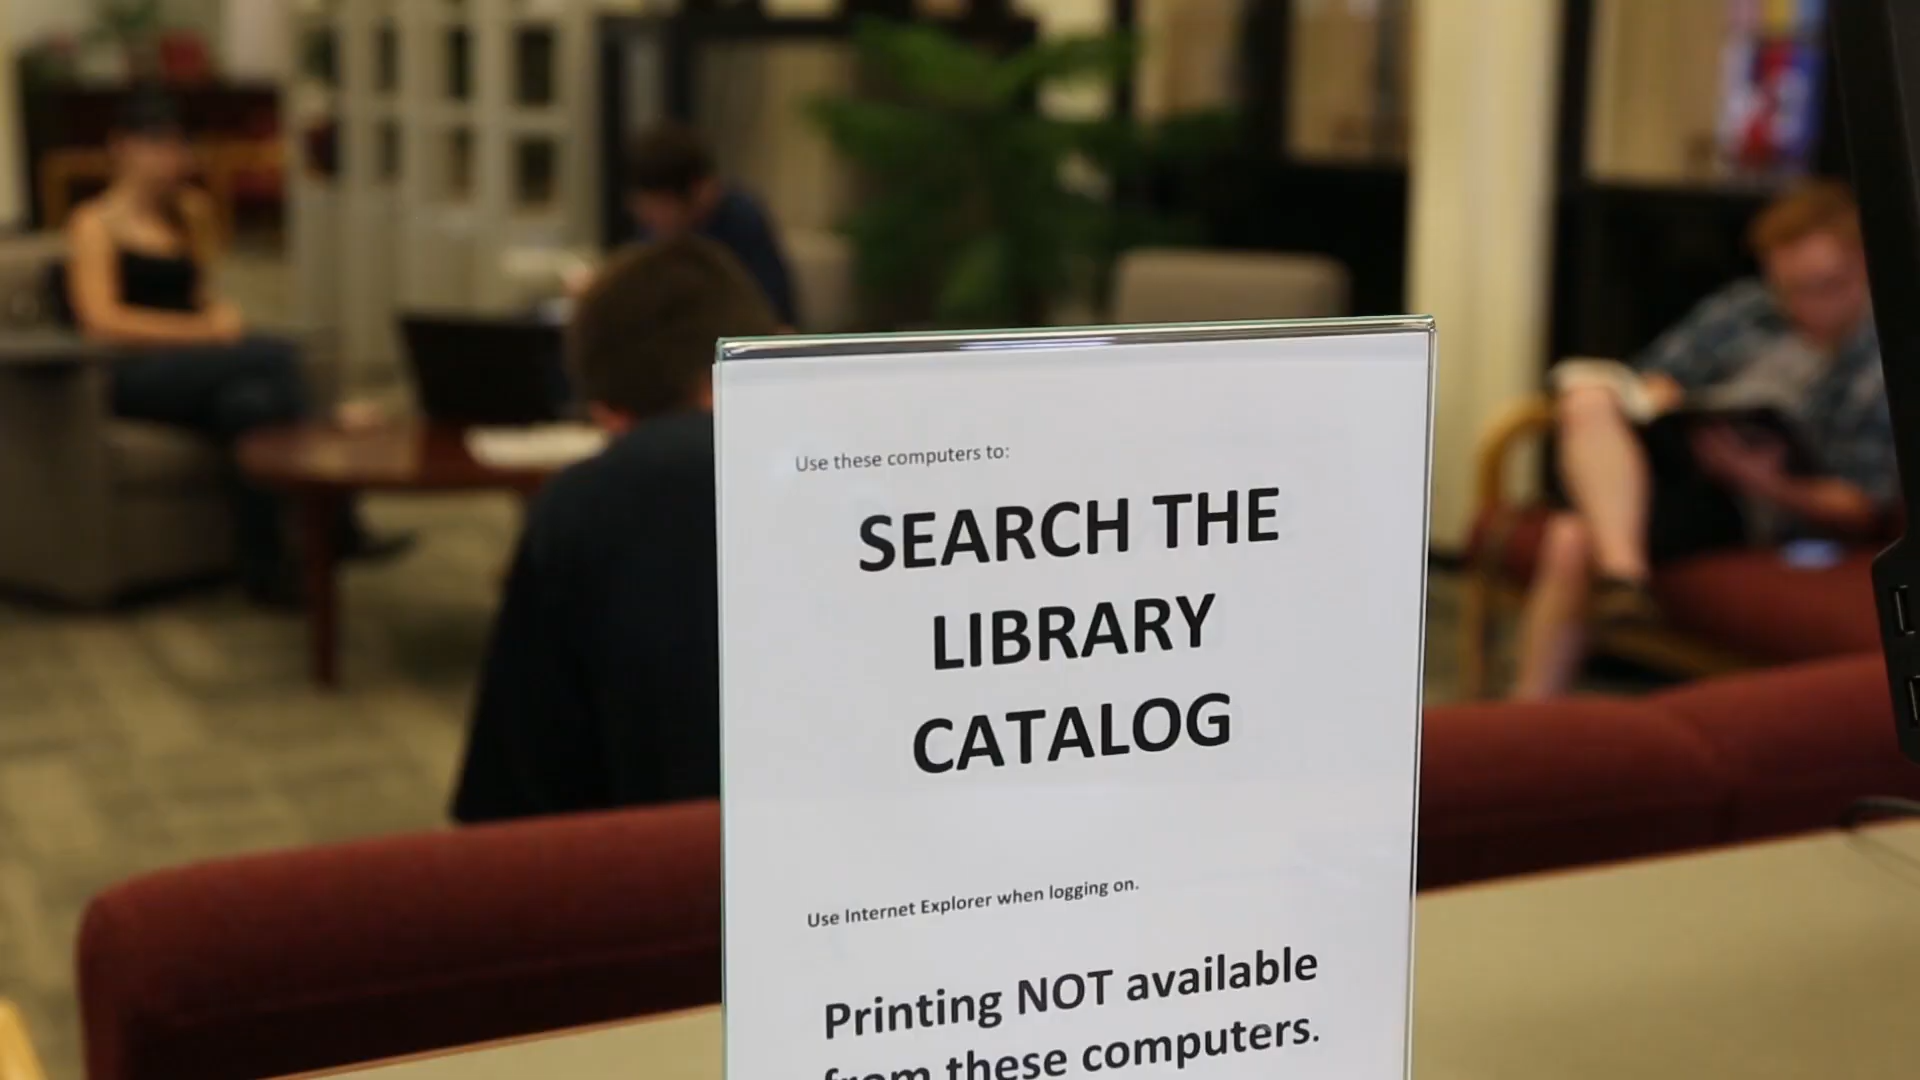 Use these computers to:
SEARCH THE
LIBRARY
CATALOG
Use Internet Explorer when logging on.
Printing NOT available
from these computers.